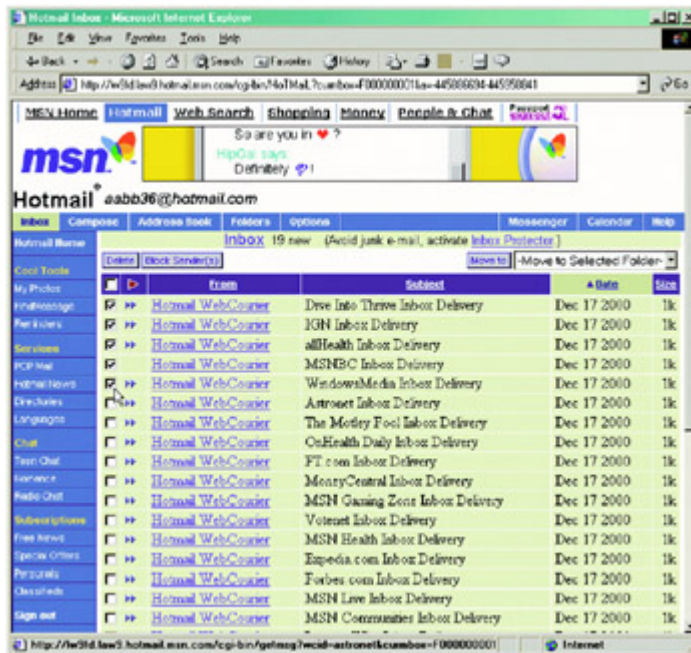 Hotmail Inbox - Microsoft Internet Explorer
File Edit View Favorites Tools Help
Back Search Favorites History
Address Go
MSN Home Hotmail Web Search Shopping Money People & Chat
msn
So are you in ?
HipGal says:
Definitely !
Hotmail® aabb36@hotmail.com
Inbox Compose Address Book Folders Options Messenger Calendar Help
Hotmail Home
Inbox 19 new (Avoid junk e-mail, activate Inbox Protector.)
Delete Block Sender(s) Move to -Move to Selected Folder-
Cool Tools
My Photos
Find Message
Reminders
Services
POP Mail
Hotmail News
Directories
Languages
Chat
Teen Chat
Romance
Radio Chat
Subscriptions
Free News
Special Offers
Personals
Classifieds
Sign out
From Subject Date Size
Hotmail WebCourier Dive Into Thrive Inbox Delivery Dec 17 2000 1k
Hotmail WebCourier IGN Inbox Delivery Dec 17 2000 1k
Hotmail WebCourier allHealth Inbox Delivery Dec 17 2000 1k
Hotmail WebCourier MSNBC Inbox Delivery Dec 17 2000 1k
Hotmail WebCourier WindowsMedia Inbox Delivery Dec 17 2000 1k
Hotmail WebCourier Astronet Inbox Delivery Dec 17 2000 1k
Hotmail WebCourier The Motley Fool Inbox Delivery Dec 17 2000 1k
Hotmail WebCourier OnHealth Daily Inbox Delivery Dec 17 2000 1k
Hotmail WebCourier FT.com Inbox Delivery Dec 17 2000 1k
Hotmail WebCourier MoneyCentral Inbox Delivery Dec 17 2000 1k
Hotmail WebCourier MSN Gaming Zone Inbox Delivery Dec 17 2000 1k
Hotmail WebCourier Votenet Inbox Delivery Dec 17 2000 1k
Hotmail WebCourier MSN Health Inbox Delivery Dec 17 2000 1k
Hotmail WebCourier Expedia.com Inbox Delivery Dec 17 2000 1k
Hotmail WebCourier Forbes.com Inbox Delivery Dec 17 2000 1k
Hotmail WebCourier MSN Live Inbox Delivery Dec 17 2000 1k
Hotmail WebCourier MSN Communities Inbox Delivery Dec 17 2000 1k
Internet